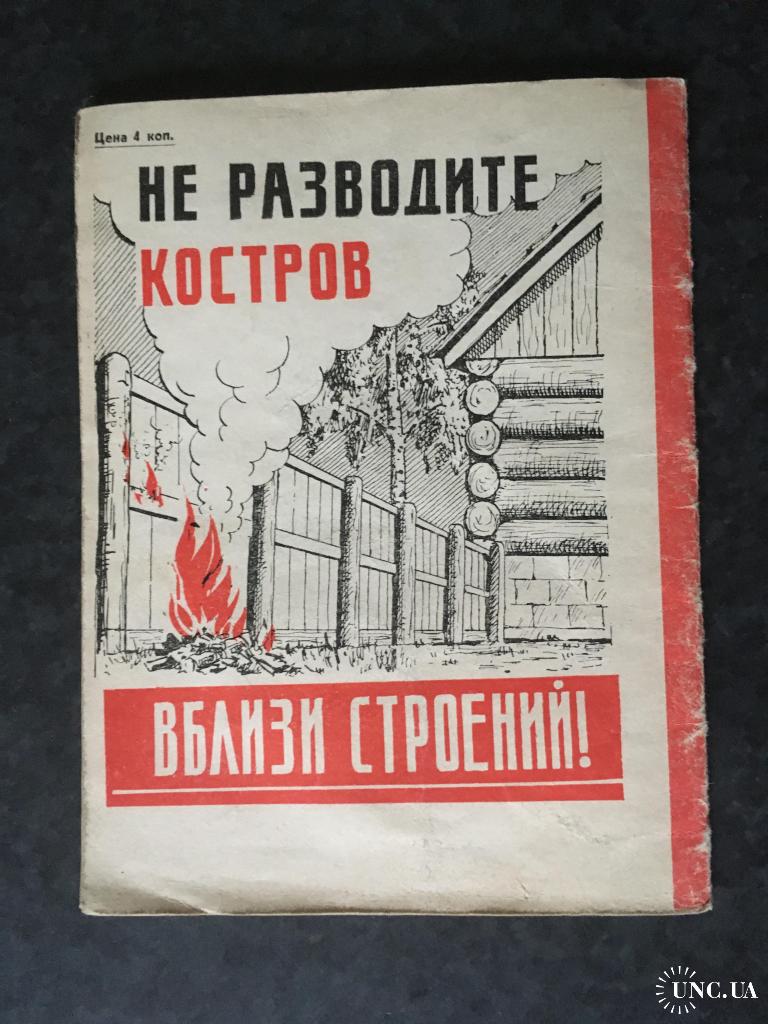 Цена 4 коп.
НЕ РАЗВОДИТЕ
КОСТРОВ
ВБЛИЗИ СТРОЕНИЙ!
UNC.UA